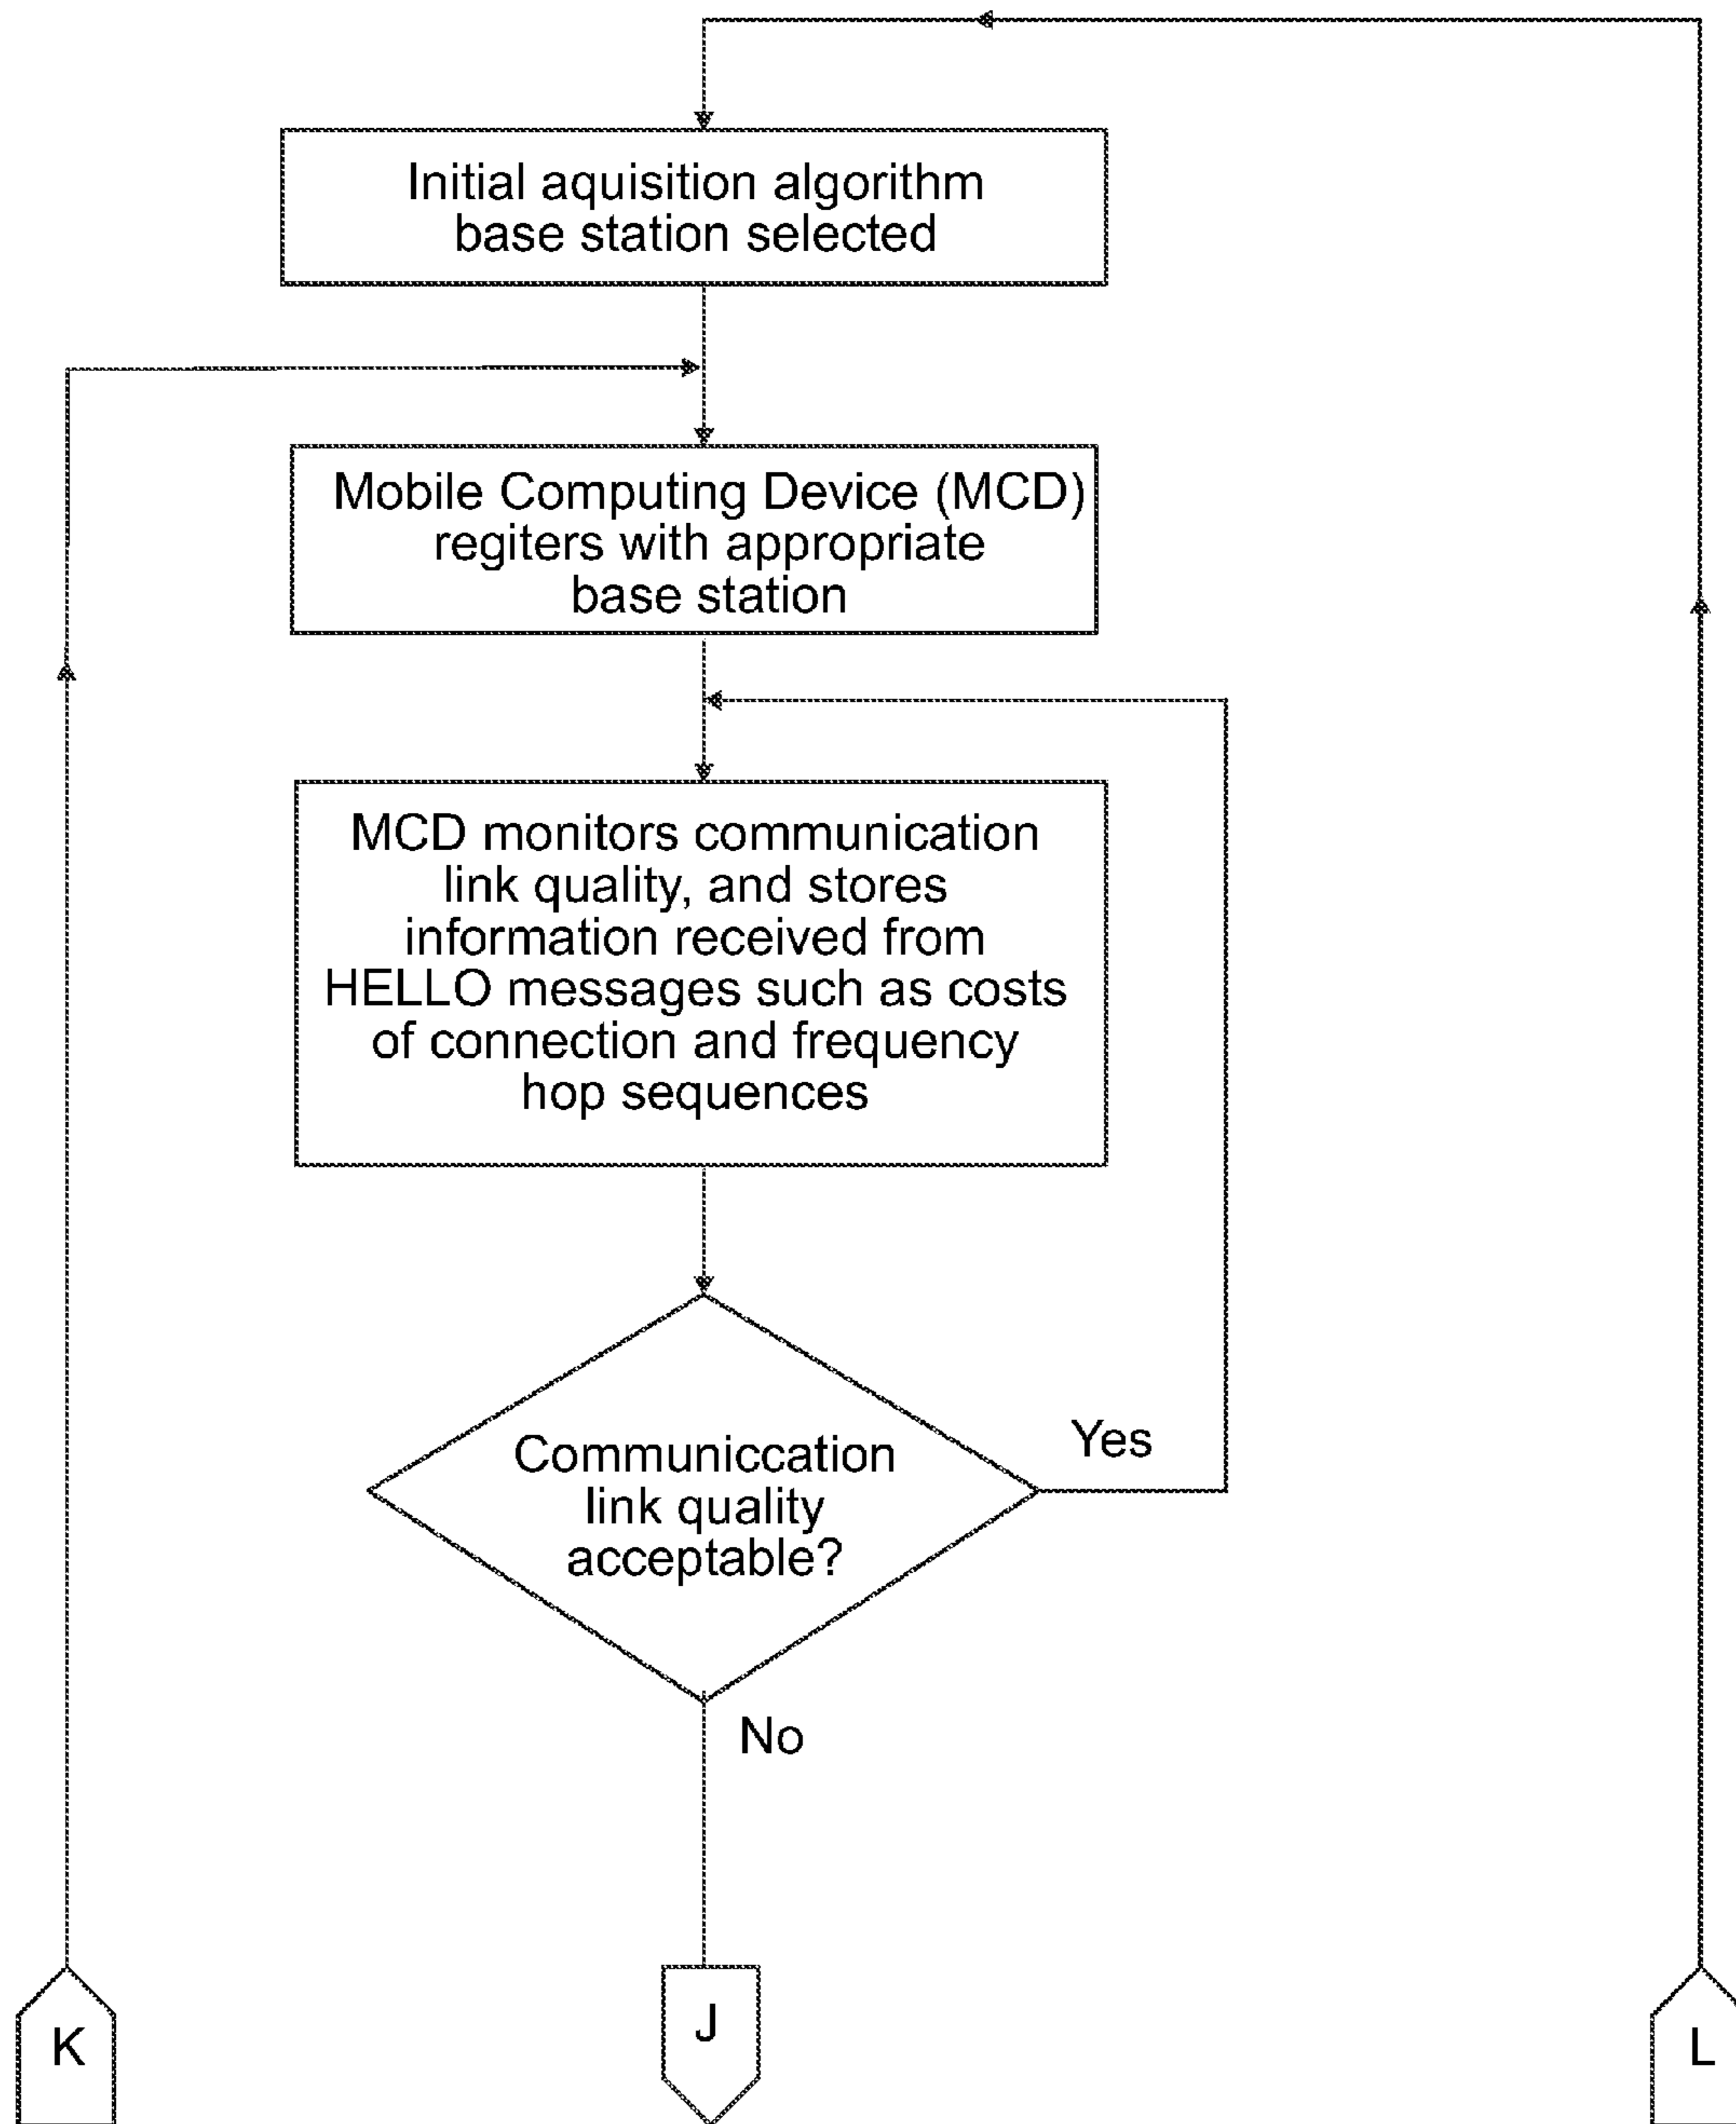 Initial aquisition algorithm
base station selected
Mobile Computing Device (MCD)
regiters with appropriate
base station
MCD monitors communication
link quality, and stores
information received from
HELLO messages such as costs
of connection and frequency
hop sequences
Communiccation
link quality
acceptable?
Yes
No
K
J
L